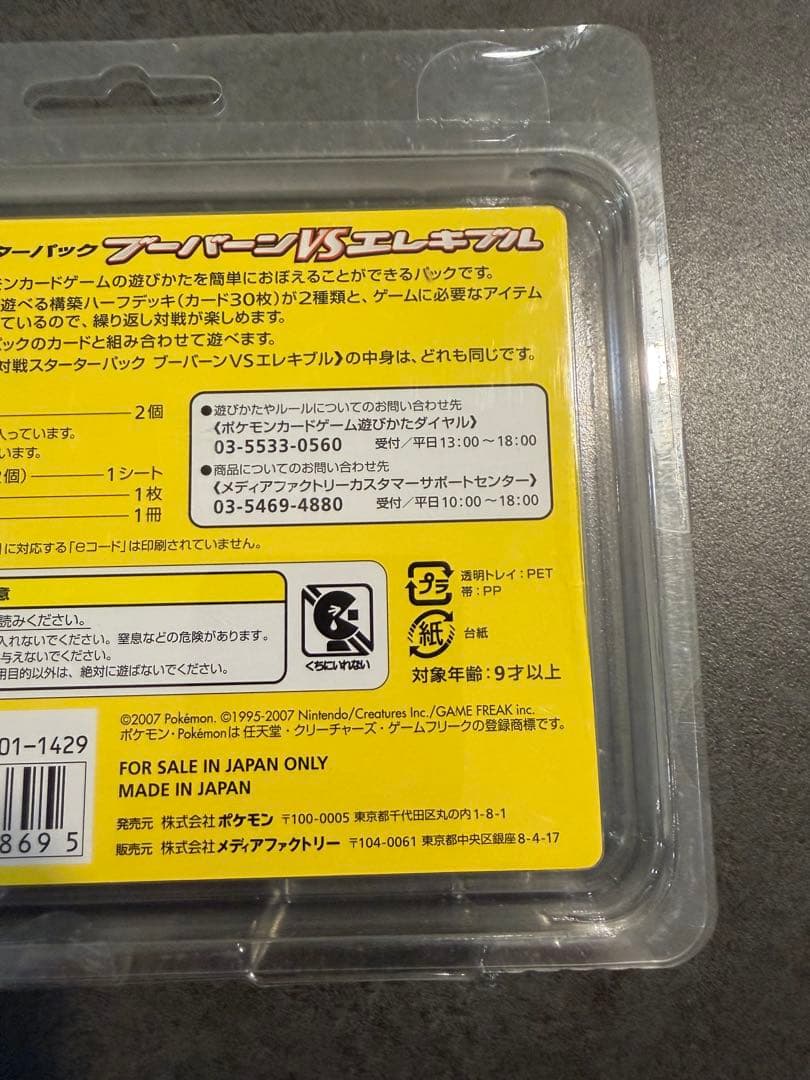 ターパック ブーバーンVSエレキブル
モンカードゲームの遊びかたを簡単におぼえることができるパックです。
遊べる構築ハーフデッキ(カード30枚)が2種類と、ゲームに必要なアイテム
ているので、繰り返し対戦が楽しめます。
パックのカードと組み合わせて遊べます。
対戦スターターパック ブーバーンVSエレキブル》の中身は、どれも同じです。
2個
入っています。
います。
2個) 1シート
1枚
1冊
●遊びかたやルールについてのお問い合わせ先
《ポケモンカードゲーム遊びかたダイヤル》
03-5533-0560 受付/平日13:00～18:00
●商品についてのお問い合わせ先
《メディアファクトリーカスタマーサポートセンター》
03-5469-4880 受付/平日10:00～18:00
に対応する「eコード」は印刷されていません。
意
読みください。
入れないでください。窒息などの危険があります。
与えないでください。
用目的以外は、絶対に遊ばないでください。
くちにいれない
プラ
透明トレイ:PET
帯:PP
紙
台紙
対象年齢:9才以上
©2007 Pokémon. ©1995-2007 Nintendo/Creatures Inc./GAME FREAK inc.
ポケモン・Pokémonは 任天堂・クリーチャーズ・ゲームフリークの登録商標です。
01-1429
8695
FOR SALE IN JAPAN ONLY
MADE IN JAPAN
発売元 株式会社 ポケモン 〒100-0005 東京都千代田区丸の内1-8-1
販売元 株式会社 メディアファクトリー 〒104-0061 東京都中央区銀座8-4-17